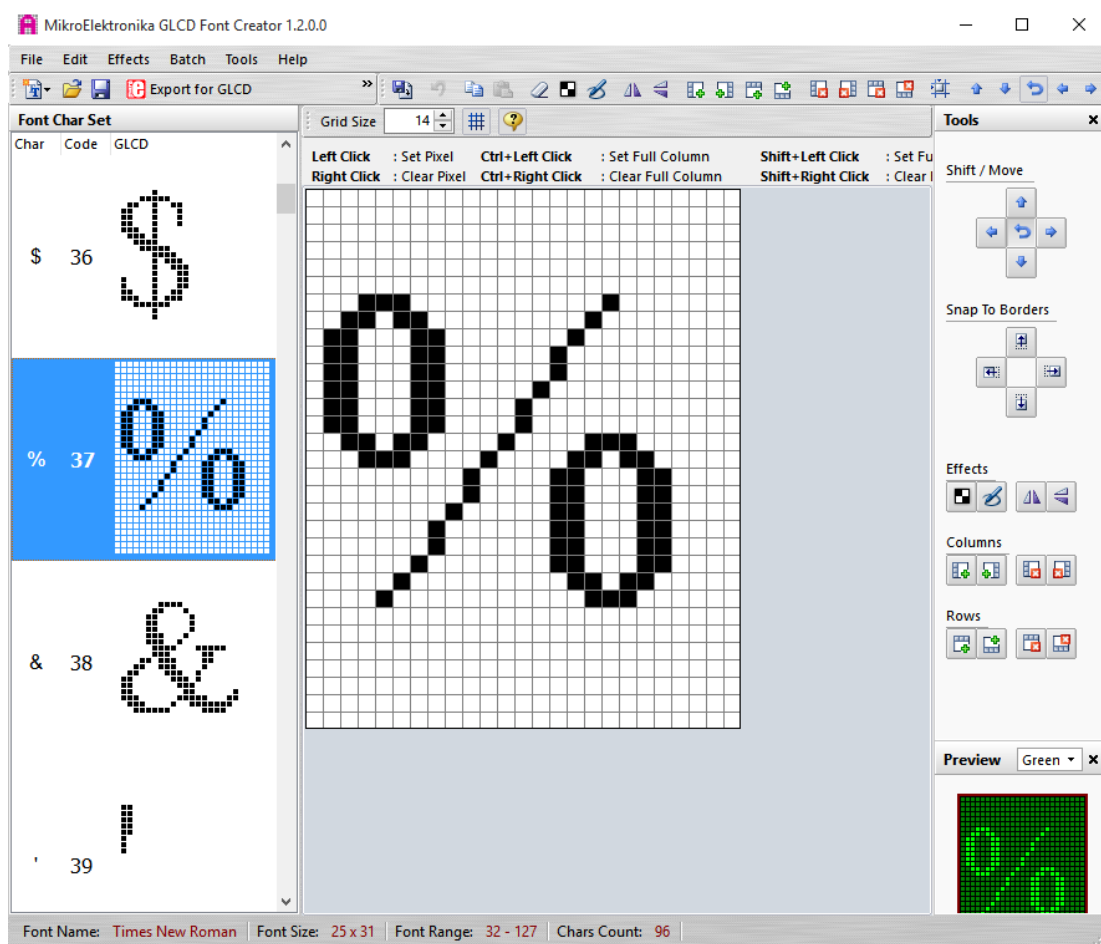 MikroElektronika GLCD Font Creator 1.2.0.0
File Edit Effects Batch Tools Help
Export for GLCD »
Font Char Set
Grid Size 14
Tools
Char Code GLCD
Left Click : Set Pixel Ctrl+Left Click : Set Full Column Shift+Left Click : Set Fu
Right Click : Clear Pixel Ctrl+Right Click : Clear Full Column Shift+Right Click : Clear
Shift / Move
$ 36 $
Snap To Borders
% 37 %
%
Effects
Columns
Rows
& 38 &
Preview Green
%
' 39 '
Font Name: Times New Roman Font Size: 25 x 31 Font Range: 32 - 127 Chars Count: 96